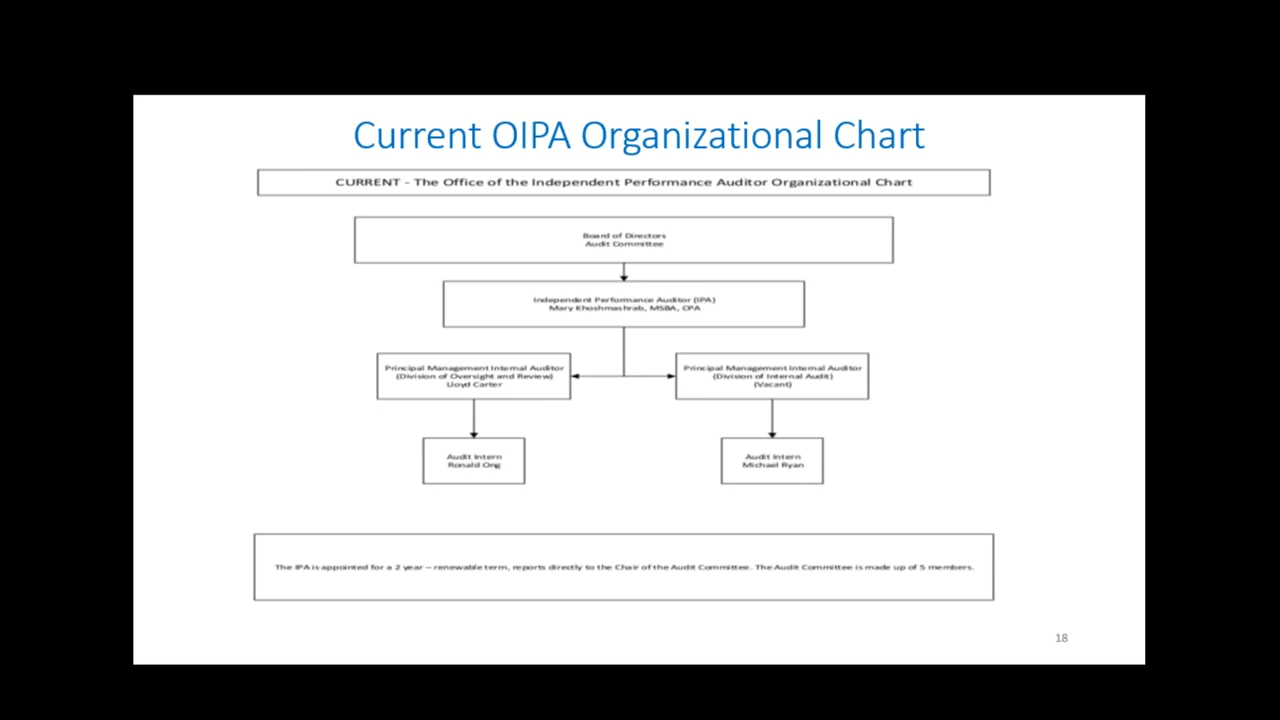 Current OIPA Organizational Chart
CURRENT - The Office of the Independent Performance Auditor Organizational Chart
Board of Directors
Audit Committee
Independent Performance Auditor (IPA)
Mary Khoshmashrab, MSBA, CPA
Principal Management Internal Auditor
(Division of Oversight and Review)
Lloyd Carter
Principal Management Internal Auditor
(Division of Internal Audit)
(Vacant)
Audit Intern
Ronald Ong
Audit Intern
Michael Ryan
The IPA is appointed for a 2 year – renewable term, reports directly to the Chair of the Audit Committee. The Audit Committee is made up of 5 members.
18